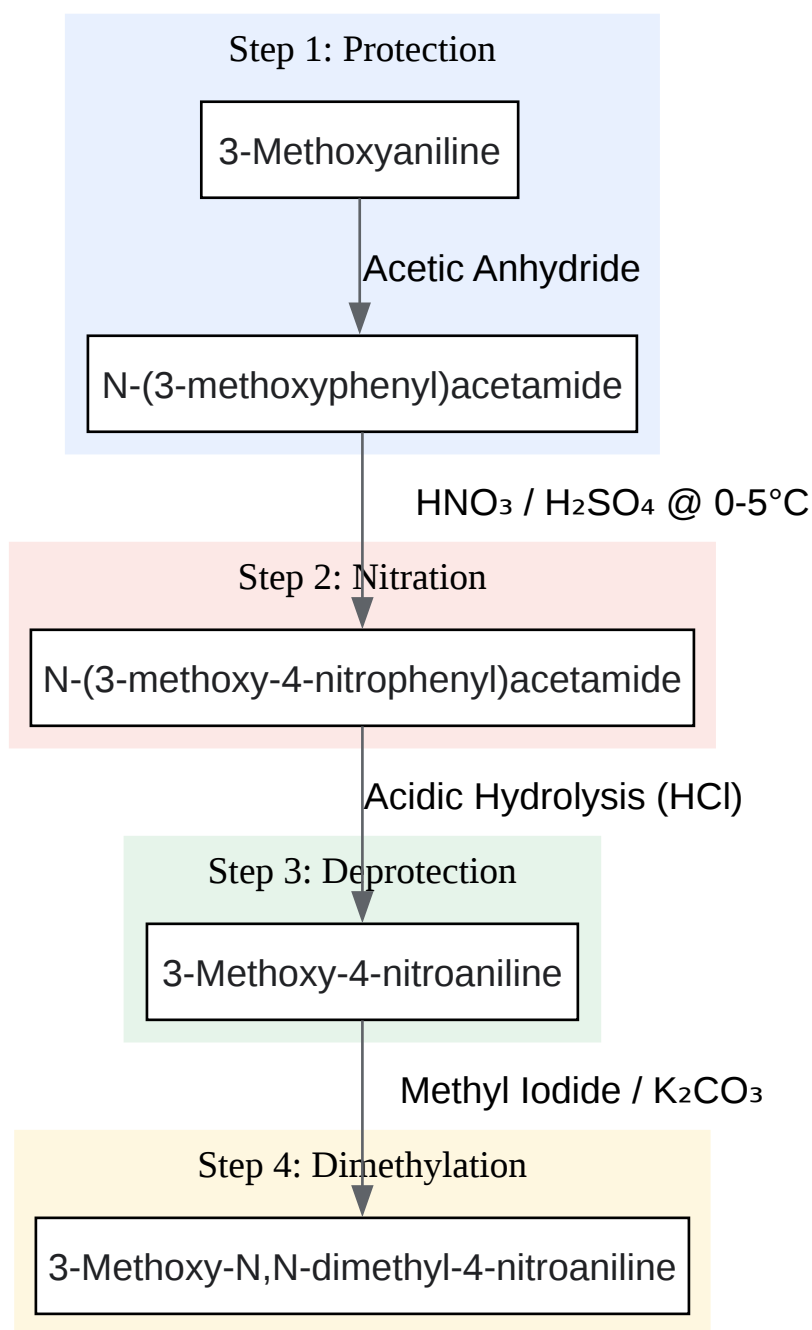 Step 1: Protection
3-Methoxyaniline
Acetic Anhydride
N-(3-methoxyphenyl)acetamide
HNO₃ / H₂SO₄ @ 0-5°C
Step 2: Nitration
N-(3-methoxy-4-nitrophenyl)acetamide
Acidic Hydrolysis (HCl)
Step 3: Deprotection
3-Methoxy-4-nitroaniline
Methyl Iodide / K₂CO₃
Step 4: Dimethylation
3-Methoxy-N,N-dimethyl-4-nitroaniline